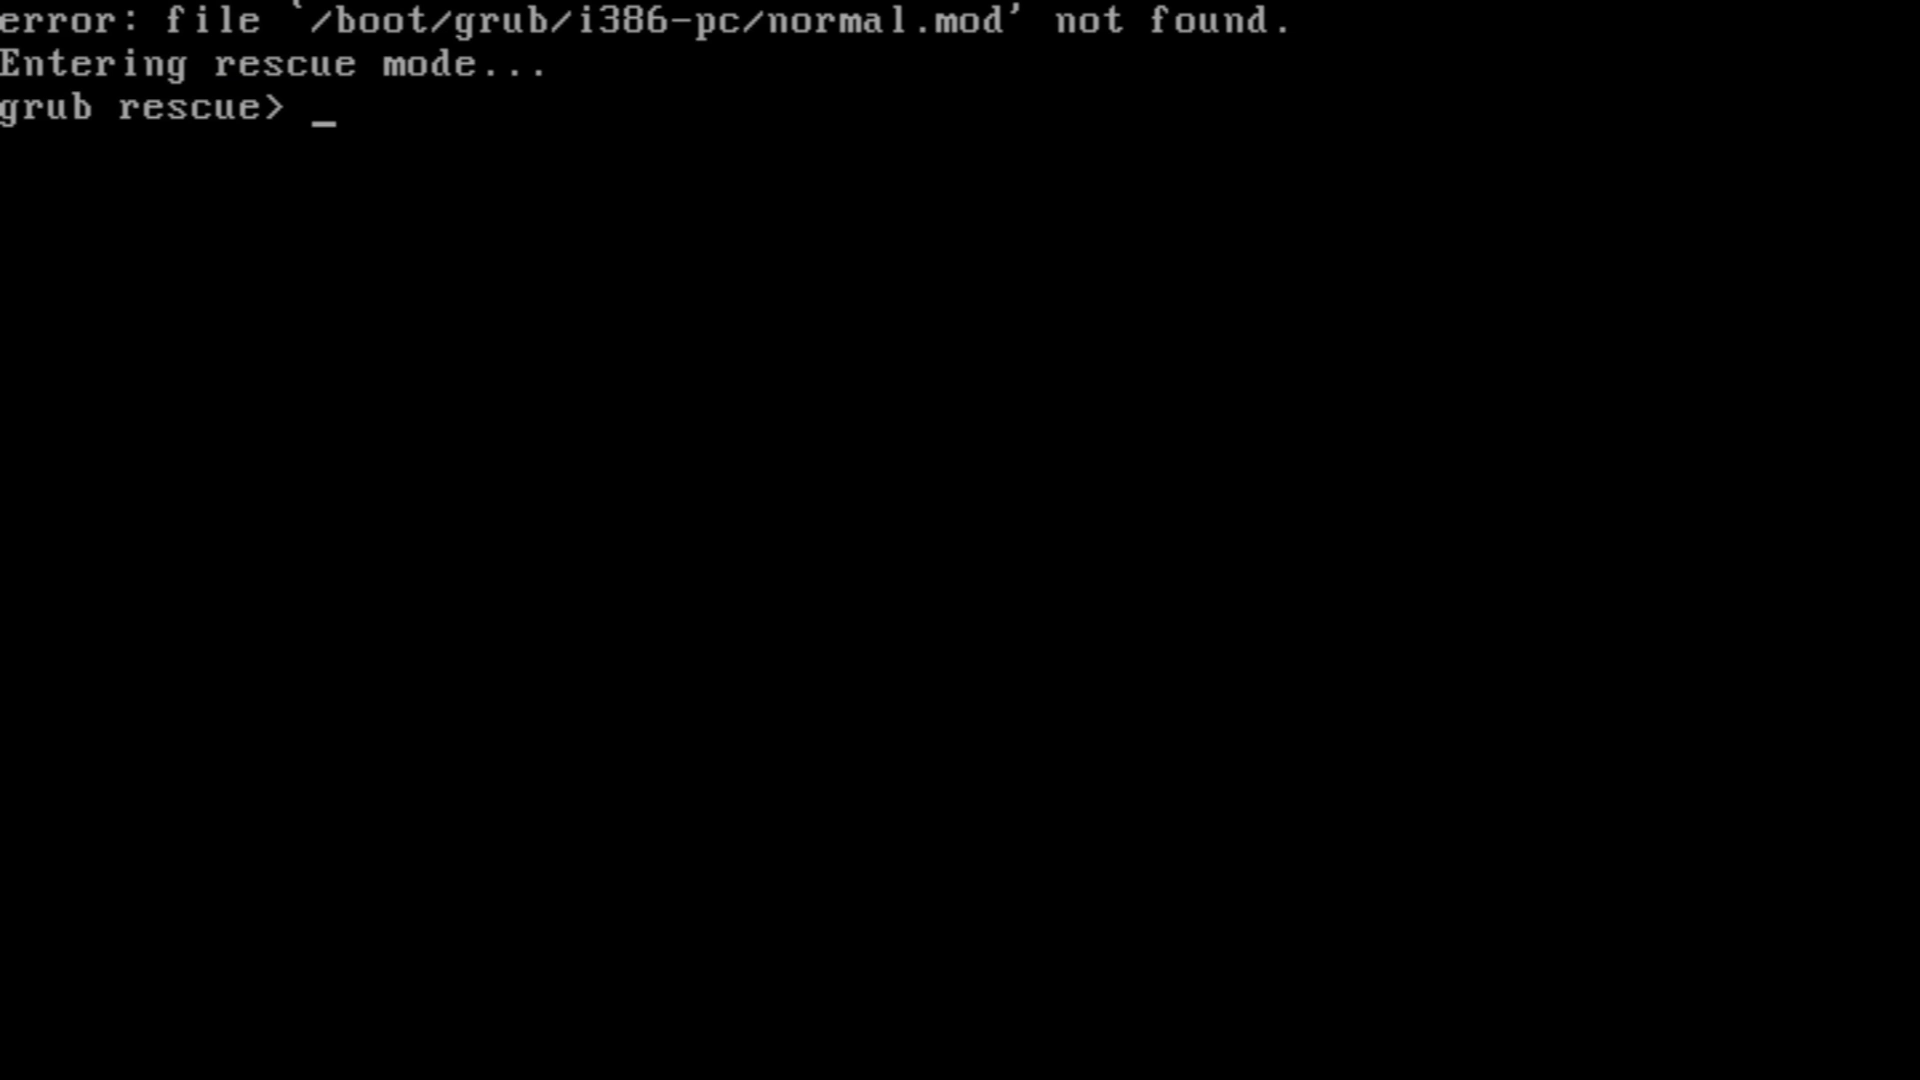 error: file `/boot/grub/i386-pc/normal.mod' not found.
Entering rescue mode...
grub rescue> _